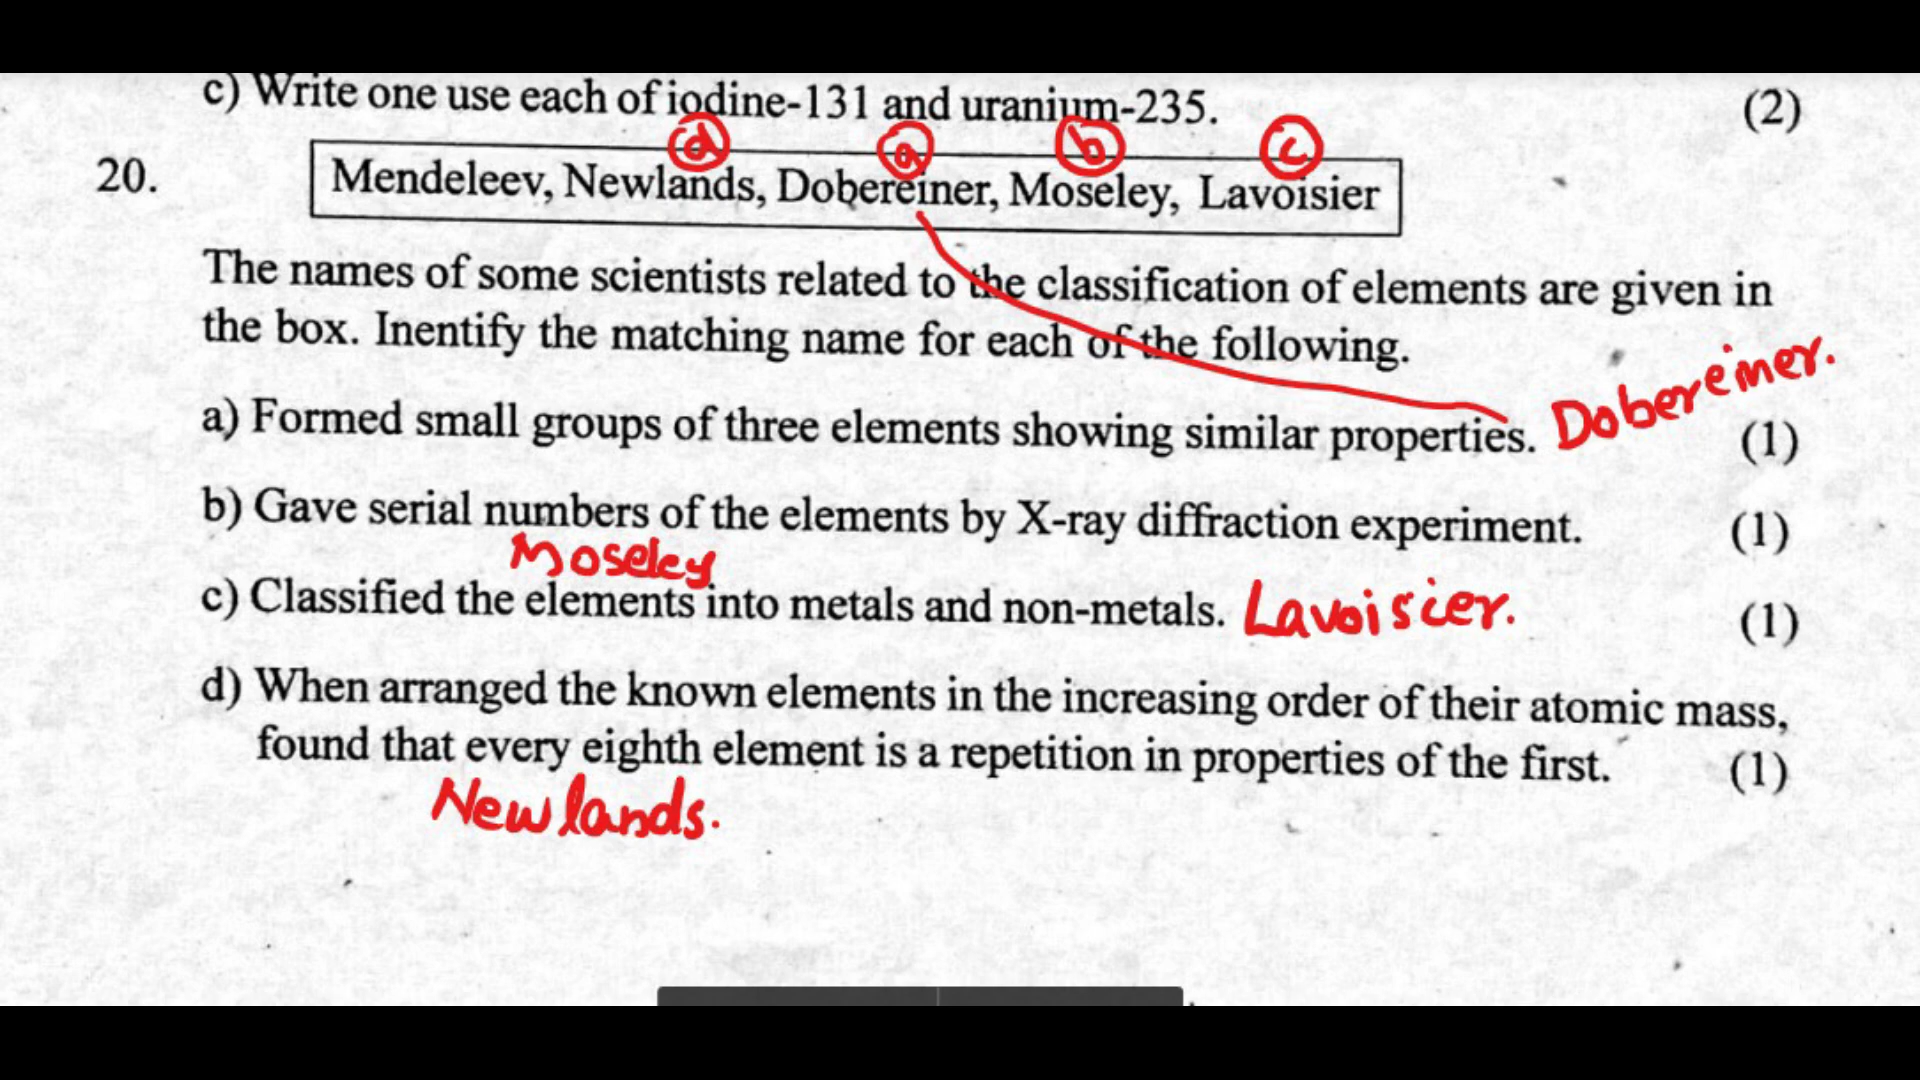 c) Write one use each of iodine-131 and uranium-235. (2)
d a b c
20. Mendeleev, Newlands, Dobereiner, Moseley, Lavoisier
The names of some scientists related to the classification of elements are given in
the box. Inentify the matching name for each of the following.
Dobereiner.
a) Formed small groups of three elements showing similar properties. (1)
b) Gave serial numbers of the elements by X-ray diffraction experiment. (1)
Moseley
c) Classified the elements into metals and non-metals. Lavoisier. (1)
d) When arranged the known elements in the increasing order of their atomic mass,
found that every eighth element is a repetition in properties of the first. (1)
Newlands.